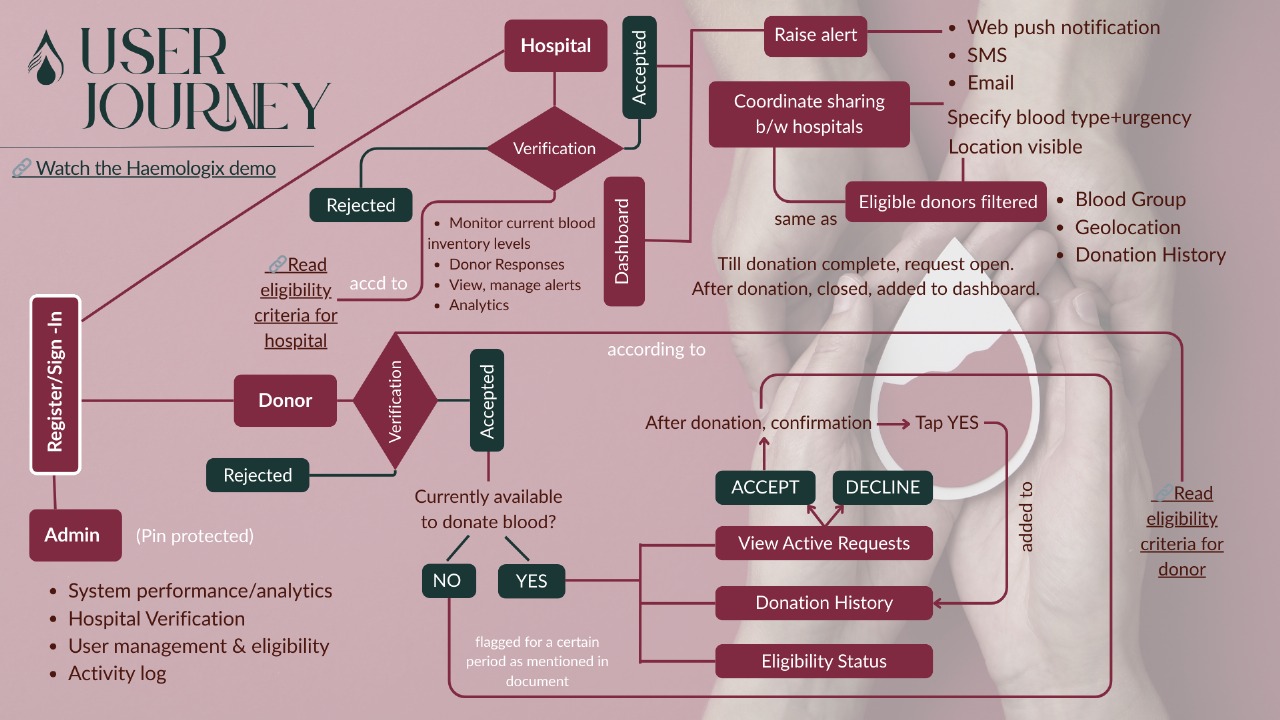 USER
JOURNEY
Watch the Haemologix demo
Hospital
Accepted
Verification
Rejected
Raise alert
Web push notification
SMS
Email
Coordinate sharing
b/w hospitals
Specify blood type+urgency
Location visible
Eligible donors filtered
same as
Blood Group
Geolocation
Donation History
Dashboard
Monitor current blood
inventory levels
Donor Responses
View, manage alerts
Analytics
accd to
Read
eligibility
criteria for
hospital
Till donation complete, request open.
After donation, closed, added to dashboard.
Register/Sign -In
Donor
Verification
Accepted
Rejected
according to
Read
eligibility
criteria for
donor
Currently available
to donate blood?
NO
YES
flagged for a certain
period as mentioned in
document
After donation, confirmation
Tap YES
ACCEPT
DECLINE
added to
View Active Requests
Donation History
Eligibility Status
Admin
(Pin protected)
System performance/analytics
Hospital Verification
User management & eligibility
Activity log